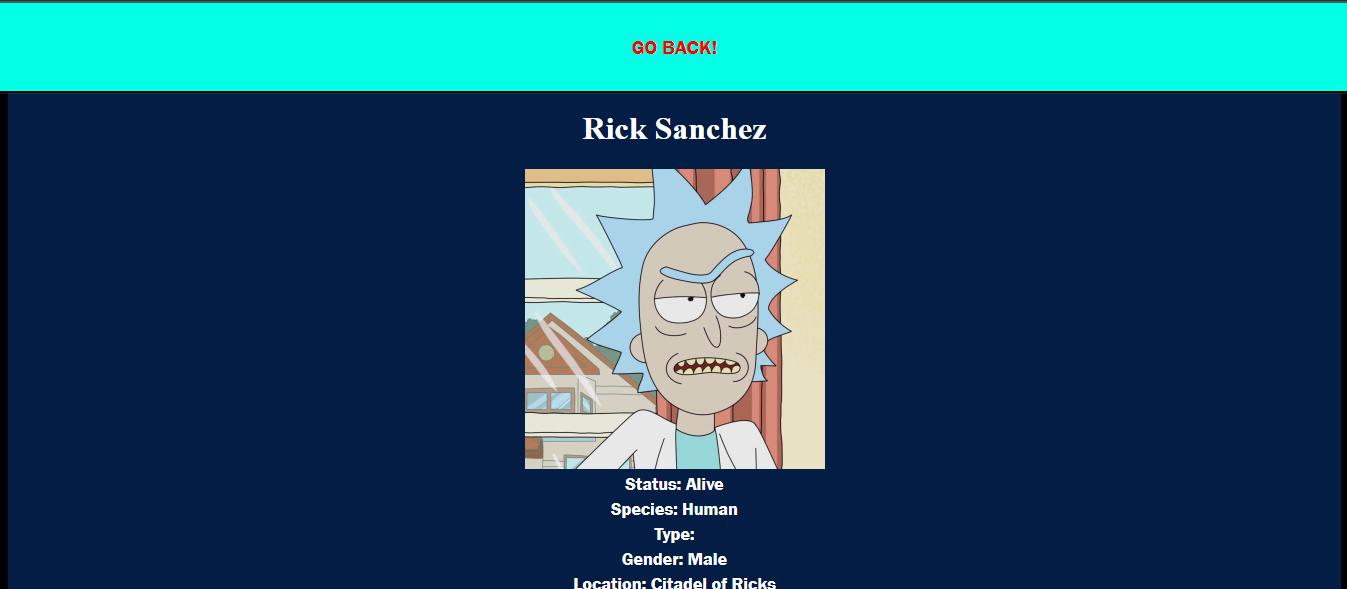 GO BACK!
Rick Sanchez
Status: Alive
Species: Human
Type:
Gender: Male
Location: Citadel of Ricks